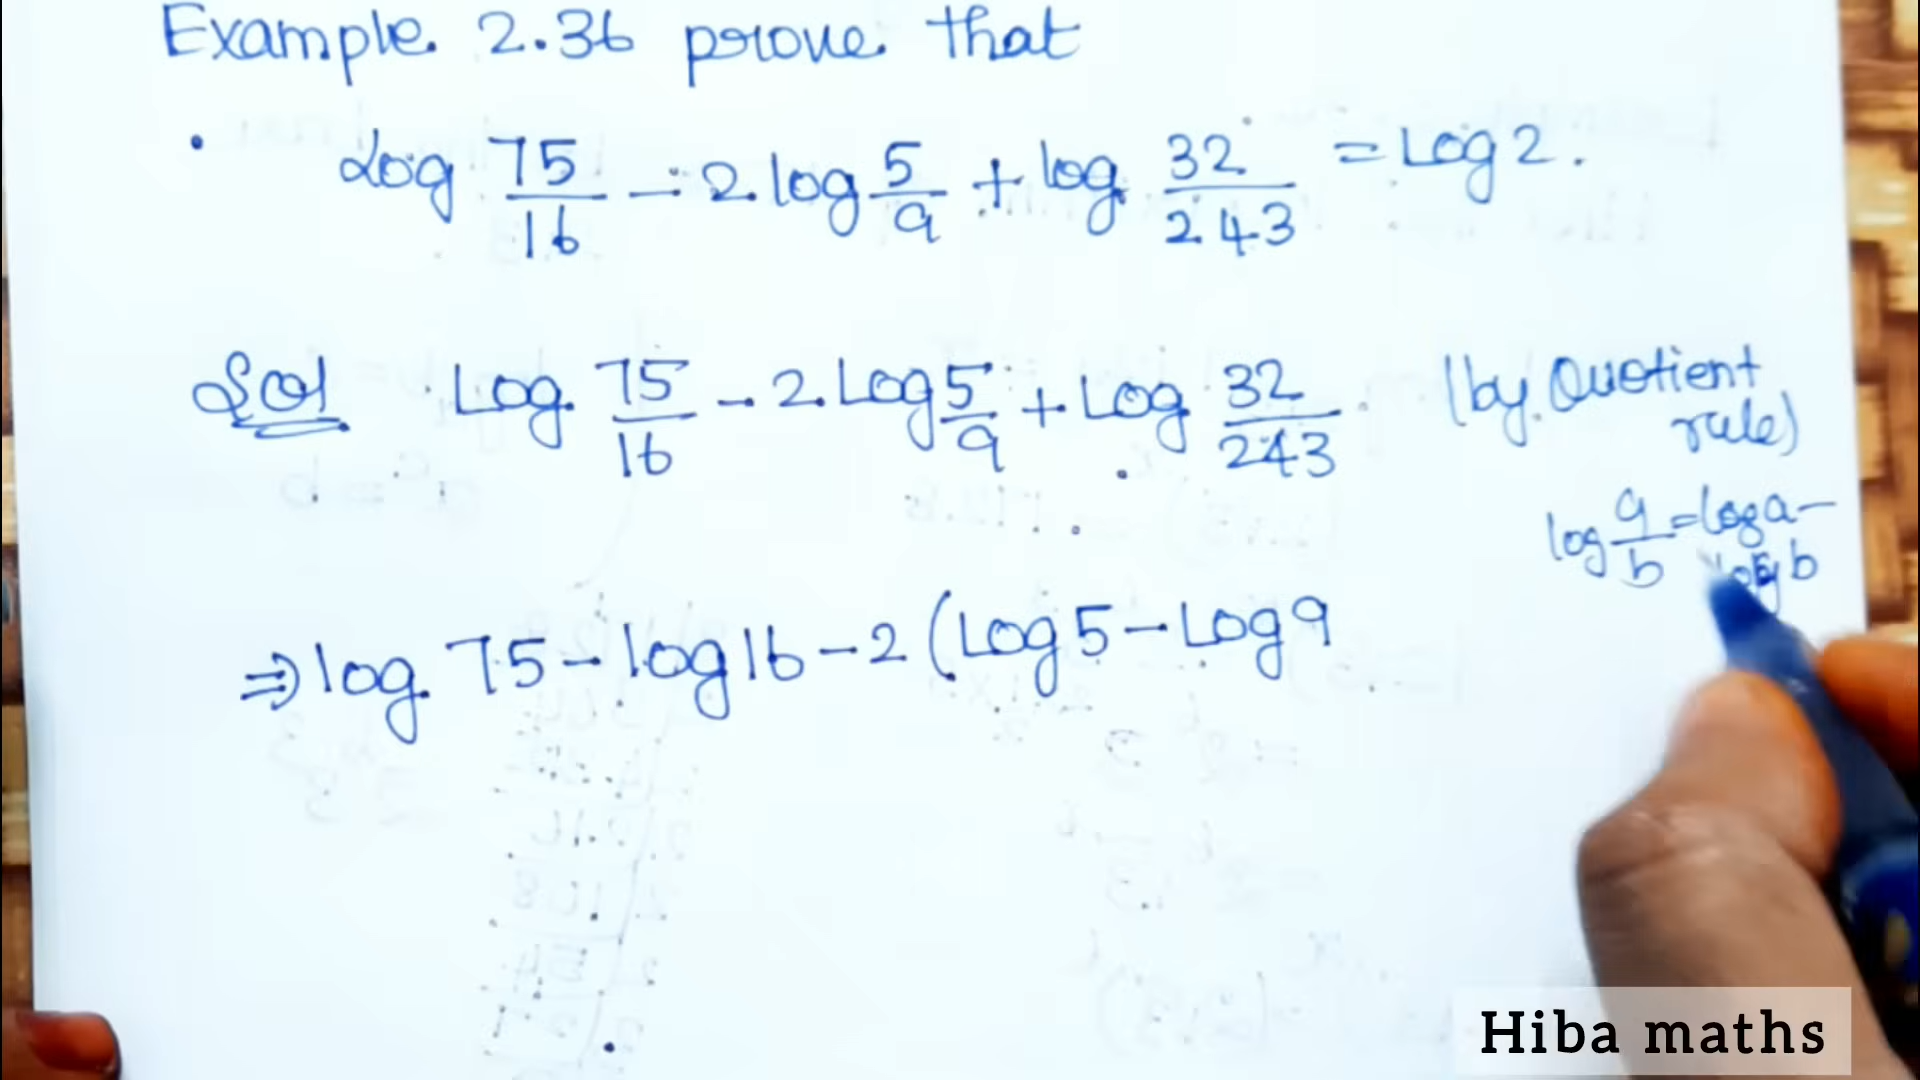 Example. 2.36 prove that
log 75/16 - 2 log 5/9 + log 32/243 = log 2.
Sol log 75/16 - 2 log 5/9 + log 32/243 (by Quotient rule)
log a/b = log a - log b
⇒ log 75 - log 16 - 2 (log 5 - log 9
Hiba maths